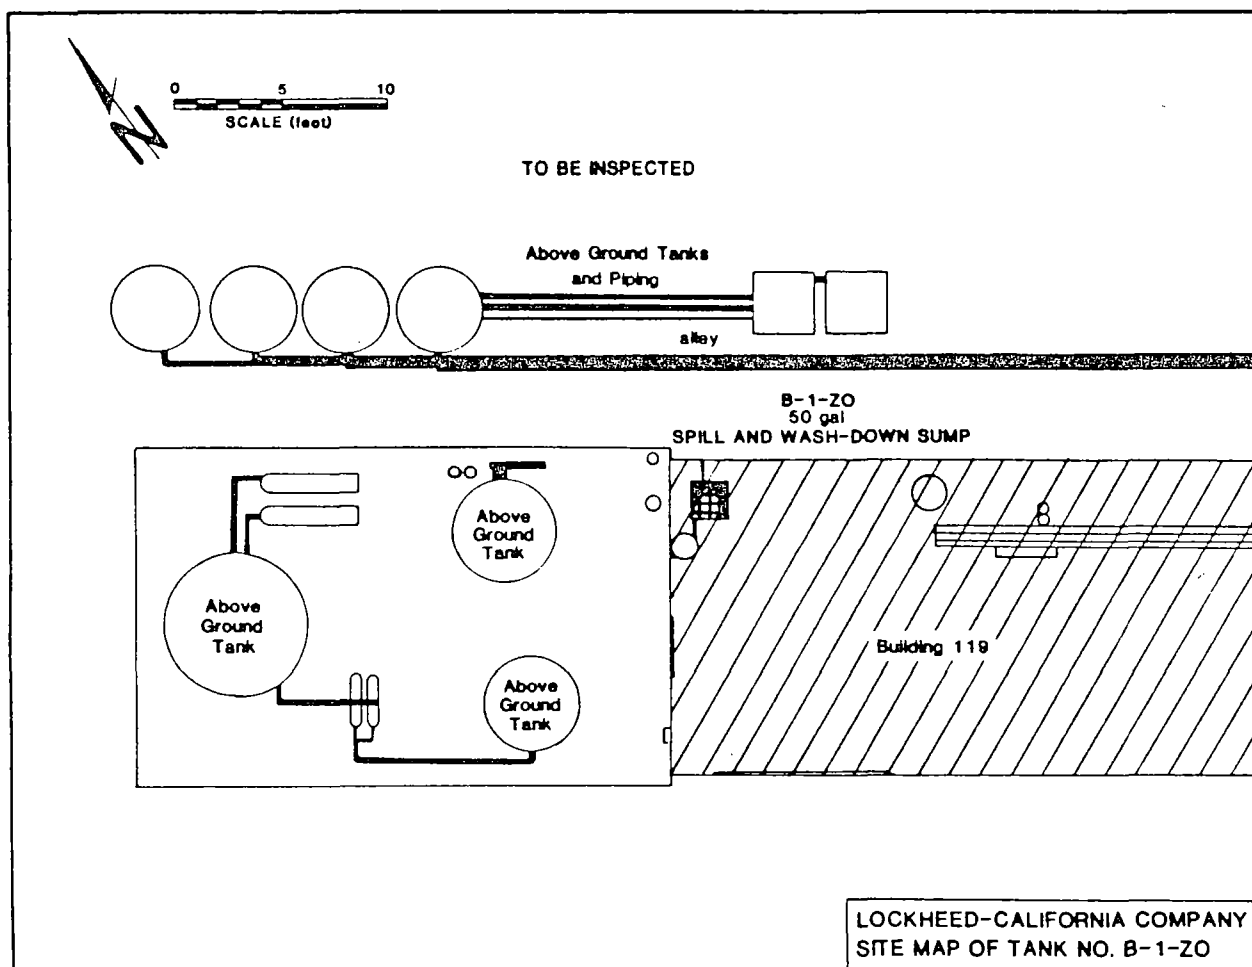 0 5 10
SCALE (feet)
N
TO BE INSPECTED
Above Ground Tanks
and Piping
alley
B-1-ZO
50 gal
SPILL AND WASH-DOWN SUMP
Above
Ground
Tank
Above
Ground
Tank
Building 119
Above
Ground
Tank
LOCKHEED-CALIFORNIA COMPANY
SITE MAP OF TANK NO. B-1-ZO